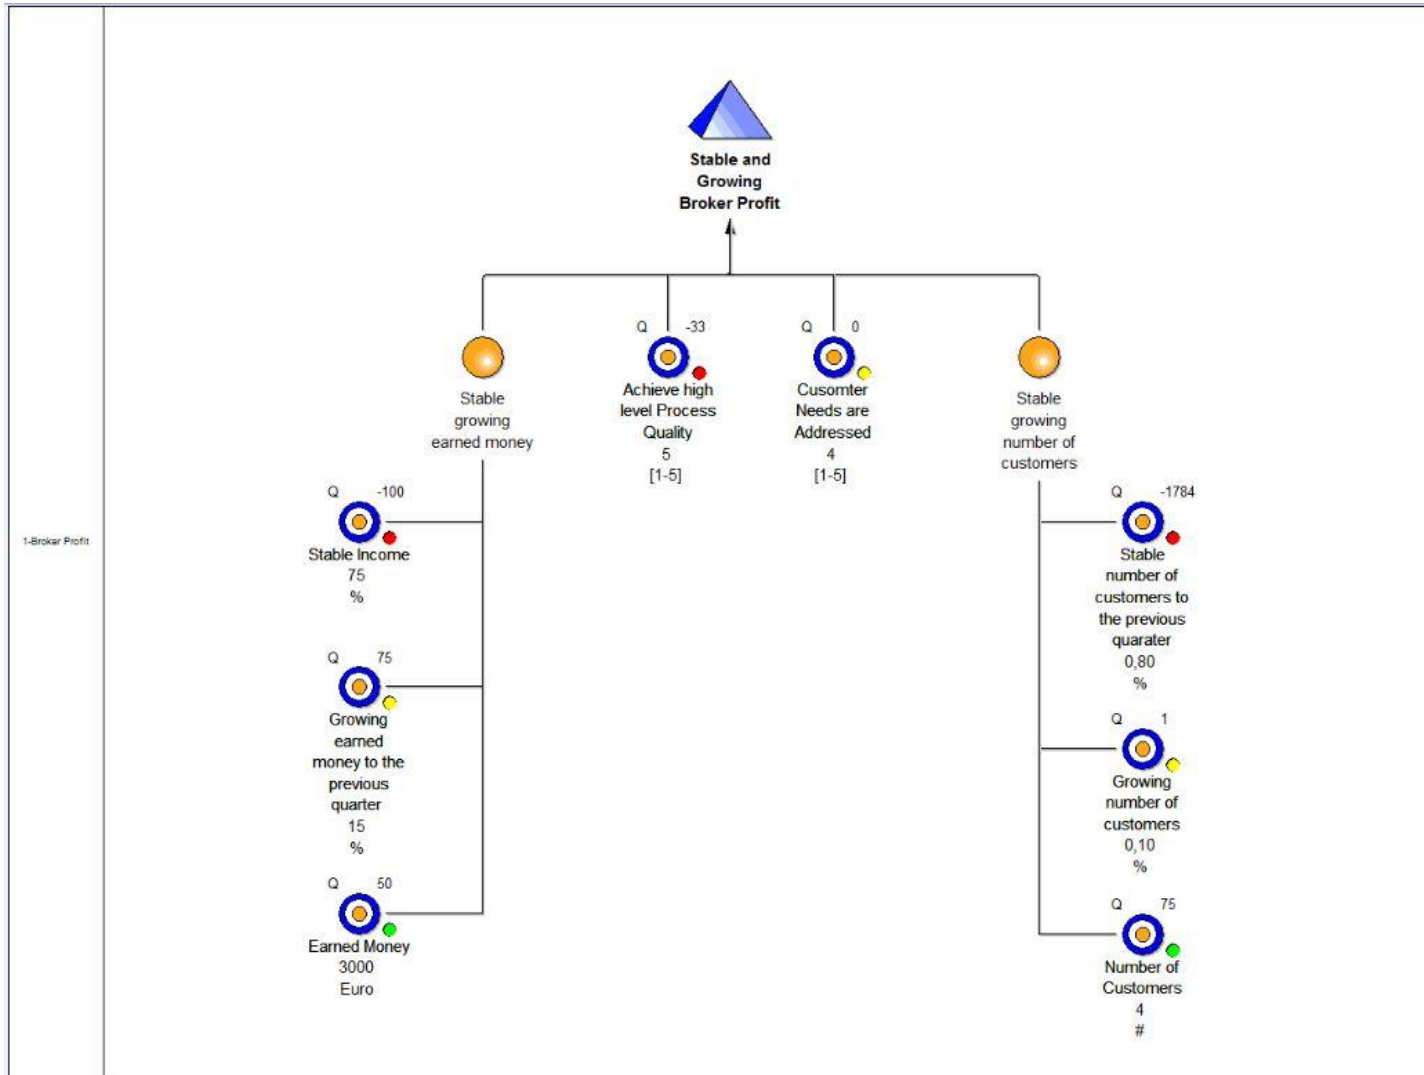 Stable and
Growing
Broker Profit
Q -33
Q 0
Stable
growing
earned money
Achieve high
level Process
Quality
5
[1-5]
Cusomter
Needs are
Addressed
4
[1-5]
Stable
growing
number of
customers
1-Broker Profit
Q -100
Stable Income
75
%
Q 75
Growing
earned
money to the
previous
quarter
15
%
Q 50
Earned Money
3000
Euro
Q -1784
Stable
number of
customers to
the previous
quarater
0,80
%
Q 1
Growing
number of
customers
0,10
%
Q 75
Number of
Customers
4
#